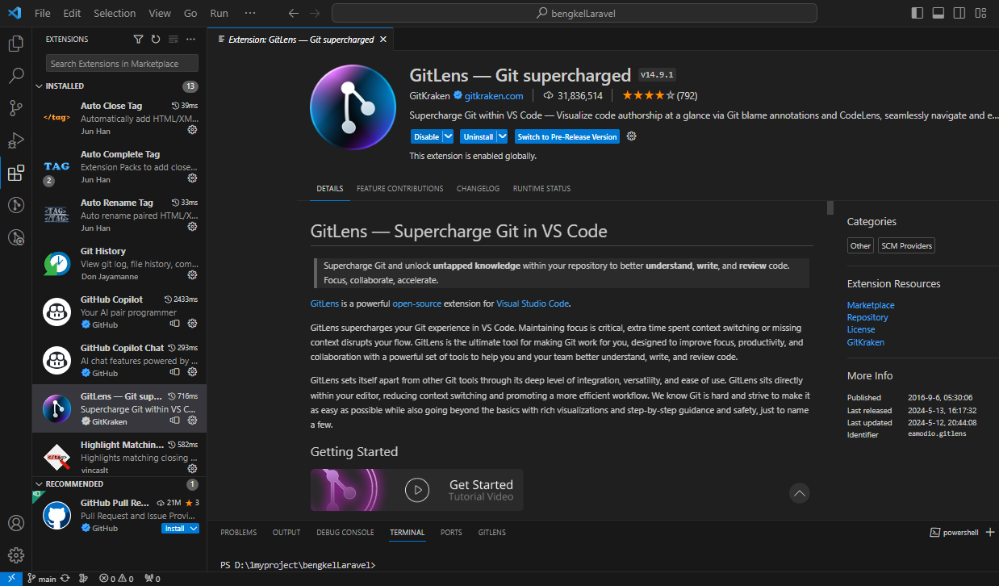 File Edit Selection View Go Run ··· bengkelLaravel
EXTENSIONS
Search Extensions in Marketplace
INSTALLED 13
</tag>
Auto Close Tag 39ms
Automatically add HTML/XM...
Jun Han
TAG
2
Auto Complete Tag
Extension Packs to add close...
Jun Han
<TAG>
</TAG>
Auto Rename Tag 33ms
Auto rename paired HTML/X...
Jun Han
Git History
View git log, file history, com...
Don Jayamanne
GitHub Copilot 2433ms
Your AI pair programmer
GitHub
GitHub Copilot Chat 293ms
AI chat features powered by ...
GitHub
GitLens — Git sup... 716ms
Supercharge Git within VS C...
GitKraken
</tag>
Highlight Matchin... 582ms
Highlights matching closing ...
vincaslt
RECOMMENDED 1
GitHub Pull Re... 21M 3
Pull Request and Issue Provi...
GitHub Install
Extension: GitLens — Git supercharged
GitLens — Git supercharged v14.9.1
GitKraken gitkraken.com 31,836,514 (792)
Supercharge Git within VS Code — Visualize code authorship at a glance via Git blame annotations and CodeLens, seamlessly navigate and e...
Disable Uninstall Switch to Pre-Release Version
This extension is enabled globally.
DETAILS FEATURE CONTRIBUTIONS CHANGELOG RUNTIME STATUS
GitLens — Supercharge Git in VS Code
Supercharge Git and unlock untapped knowledge within your repository to better understand, write, and review code.
Focus, collaborate, accelerate.
GitLens is a powerful open-source extension for Visual Studio Code.
GitLens supercharges your Git experience in VS Code. Maintaining focus is critical, extra time spent context switching or missing
context disrupts your flow. GitLens is the ultimate tool for making Git work for you, designed to improve focus, productivity, and
collaboration with a powerful set of tools to help you and your team better understand, write, and review code.
GitLens sets itself apart from other Git tools through its deep level of integration, versatility, and ease of use. GitLens sits directly
within your editor, reducing context switching and promoting a more efficient workflow. We know Git is hard and strive to make it
as easy as possible while also going beyond the basics with rich visualizations and step-by-step guidance and safety, just to name
a few.
Getting Started
Get Started
Tutorial Video
Categories
Other SCM Providers
Extension Resources
Marketplace
Repository
License
GitKraken
More Info
Published 2016-9-6, 05:30:06
Last released 2024-5-13, 16:17:32
Last updated 2024-5-12, 20:44:08
Identifier eamodio.gitlens
PROBLEMS OUTPUT DEBUG CONSOLE TERMINAL PORTS GITLENS powershell
PS D:\1myproject\bengkelLaravel>
main 0 0 0